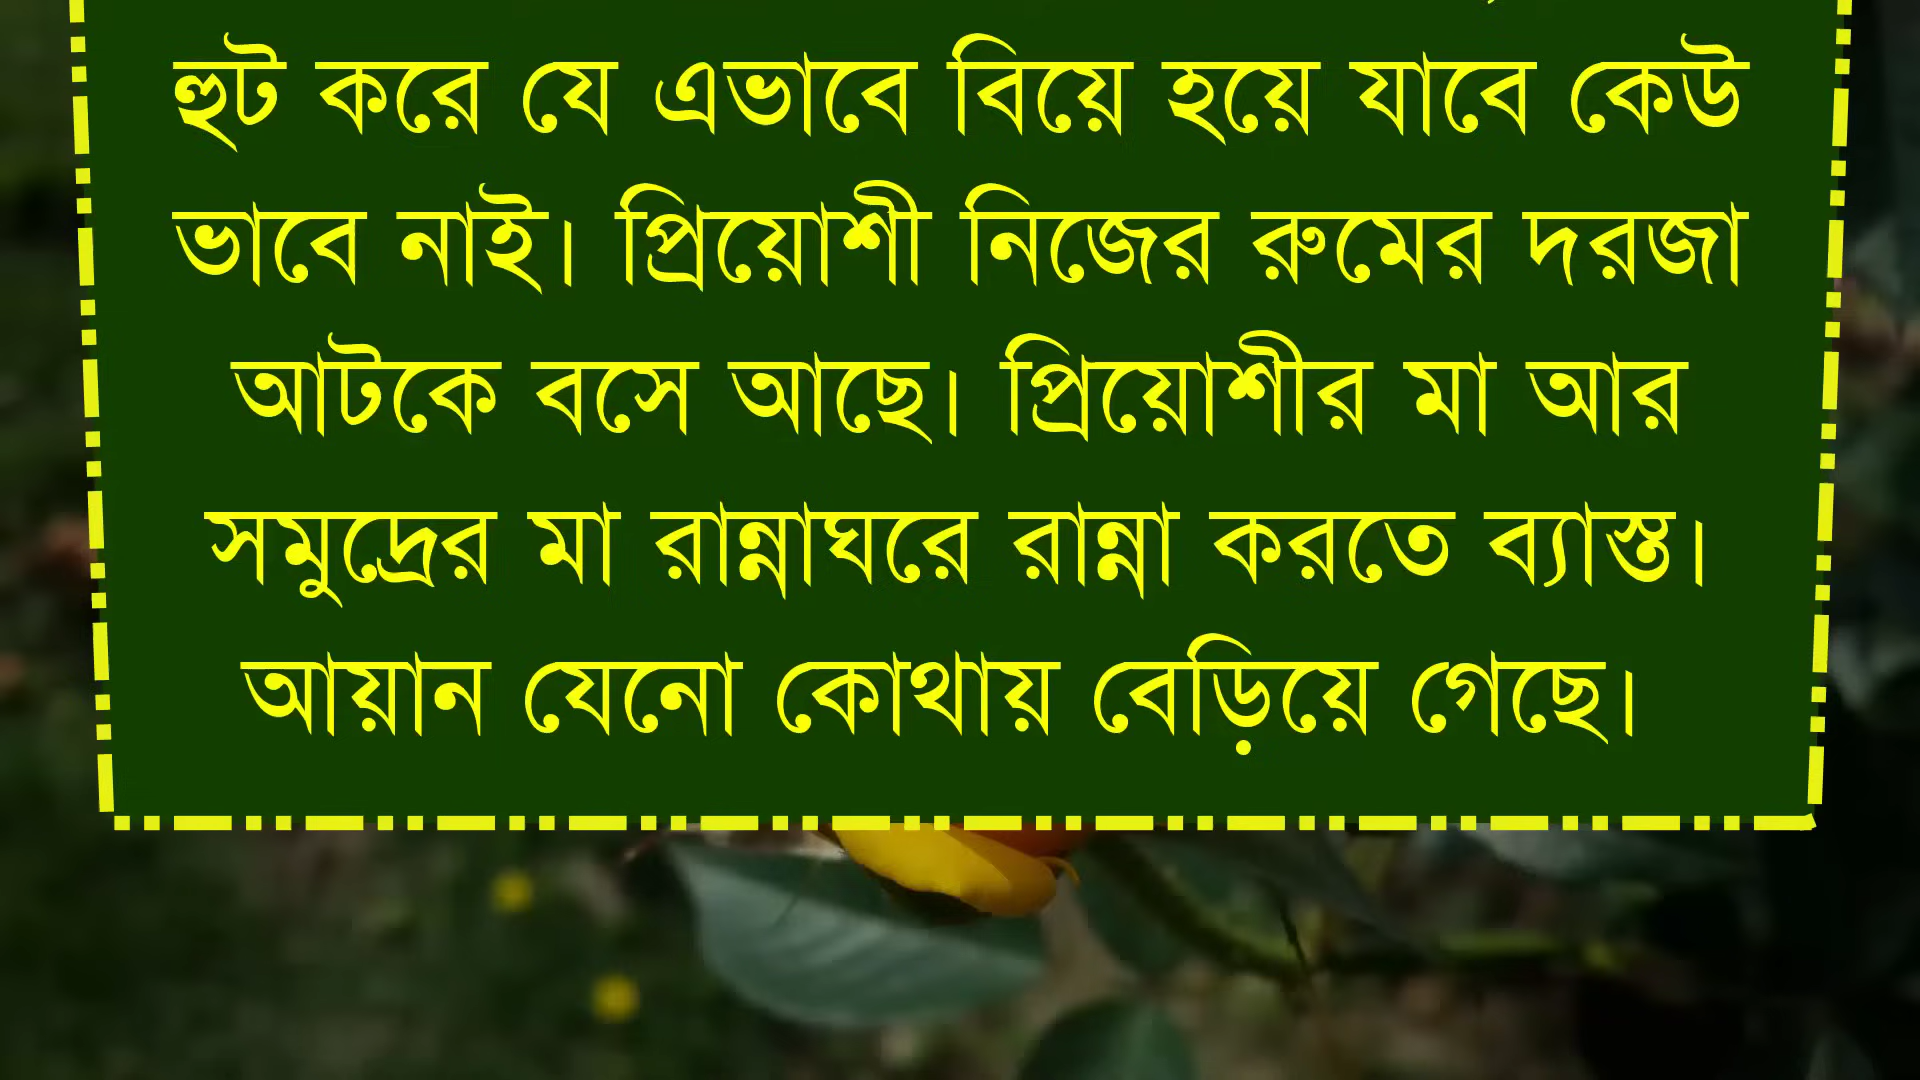 হুট করে যে এভাবে বিয়ে হয়ে যাবে কেউ
ভাবে নাই। প্রিয়োশী নিজের রুমের দরজা
আটকে বসে আছে। প্রিয়োশীর মা আর
সমুদ্রের মা রান্নাঘরে রান্না করতে ব্যাস্ত।
আয়ান যেনো কোথায় বেড়িয়ে গেছে।